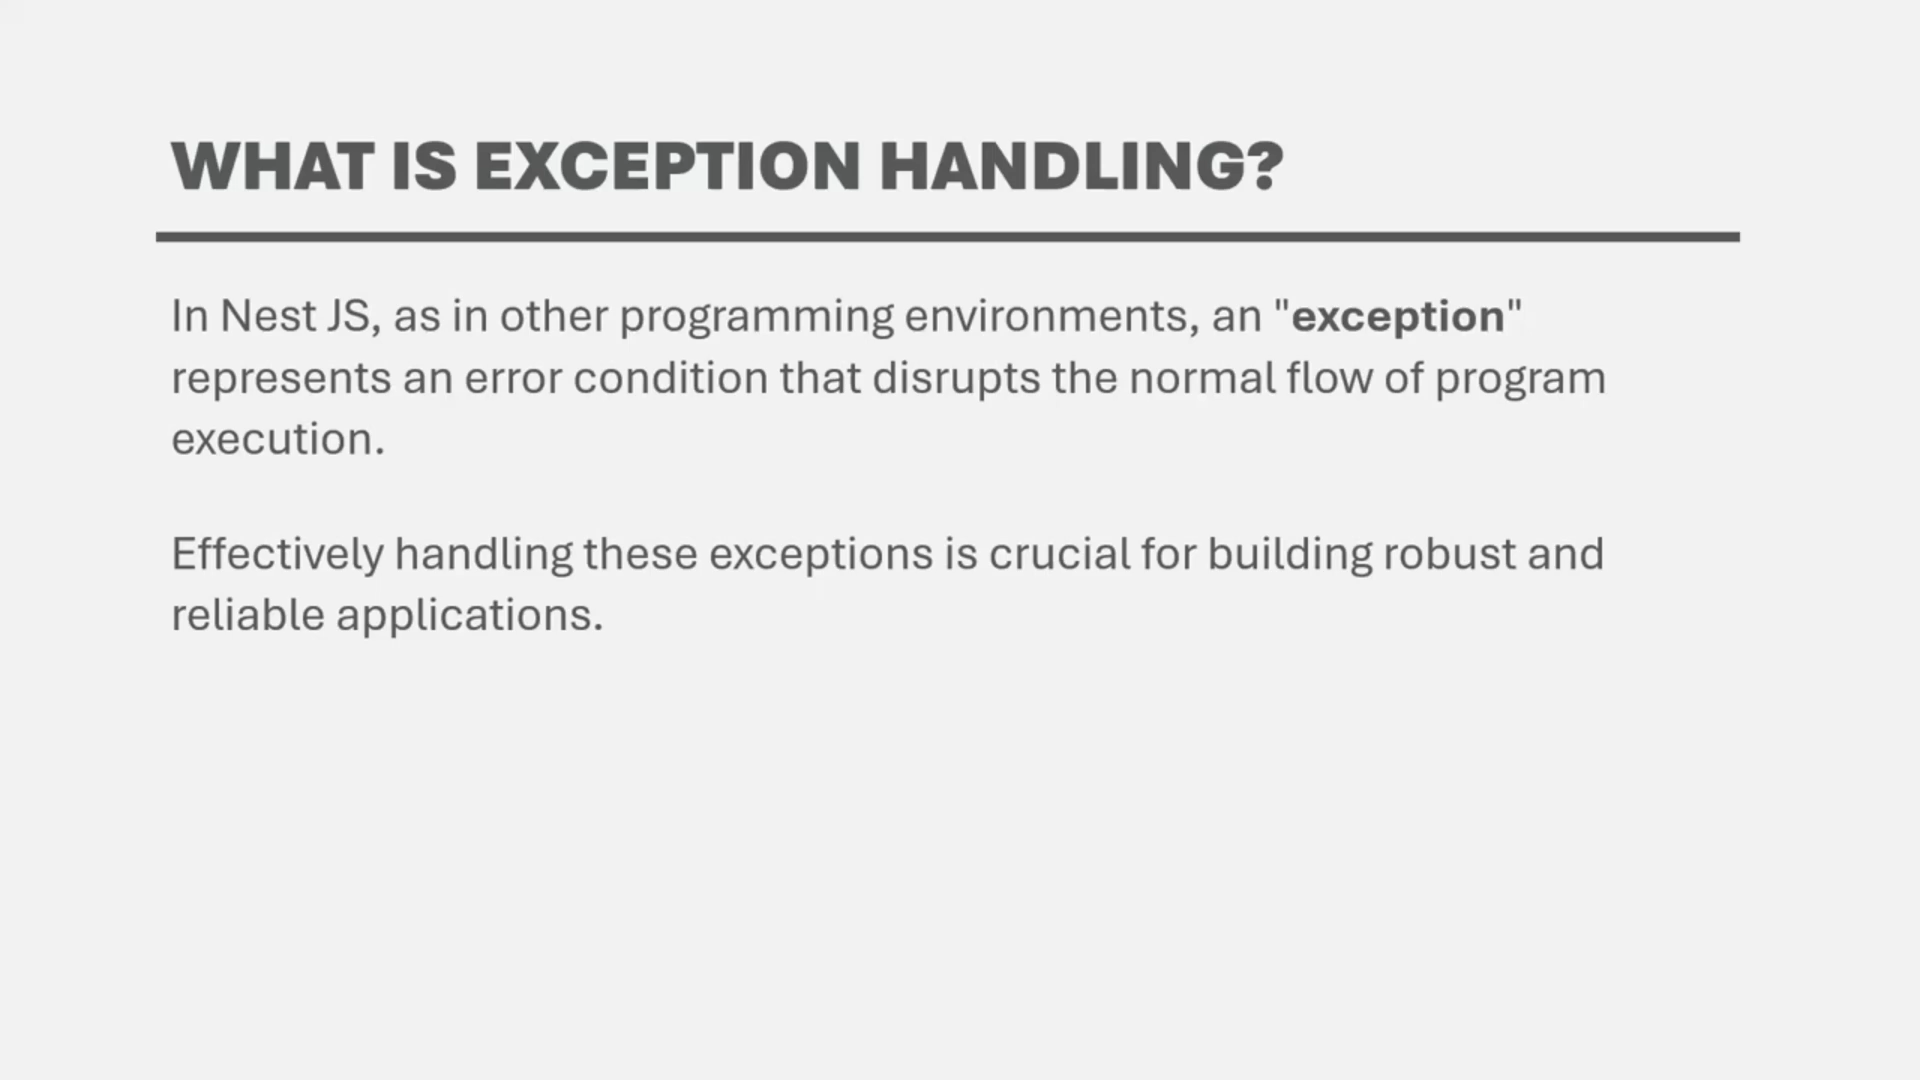 WHAT IS EXCEPTION HANDLING?
In Nest JS, as in other programming environments, an "exception"
represents an error condition that disrupts the normal flow of program
execution.
Effectively handling these exceptions is crucial for building robust and
reliable applications.